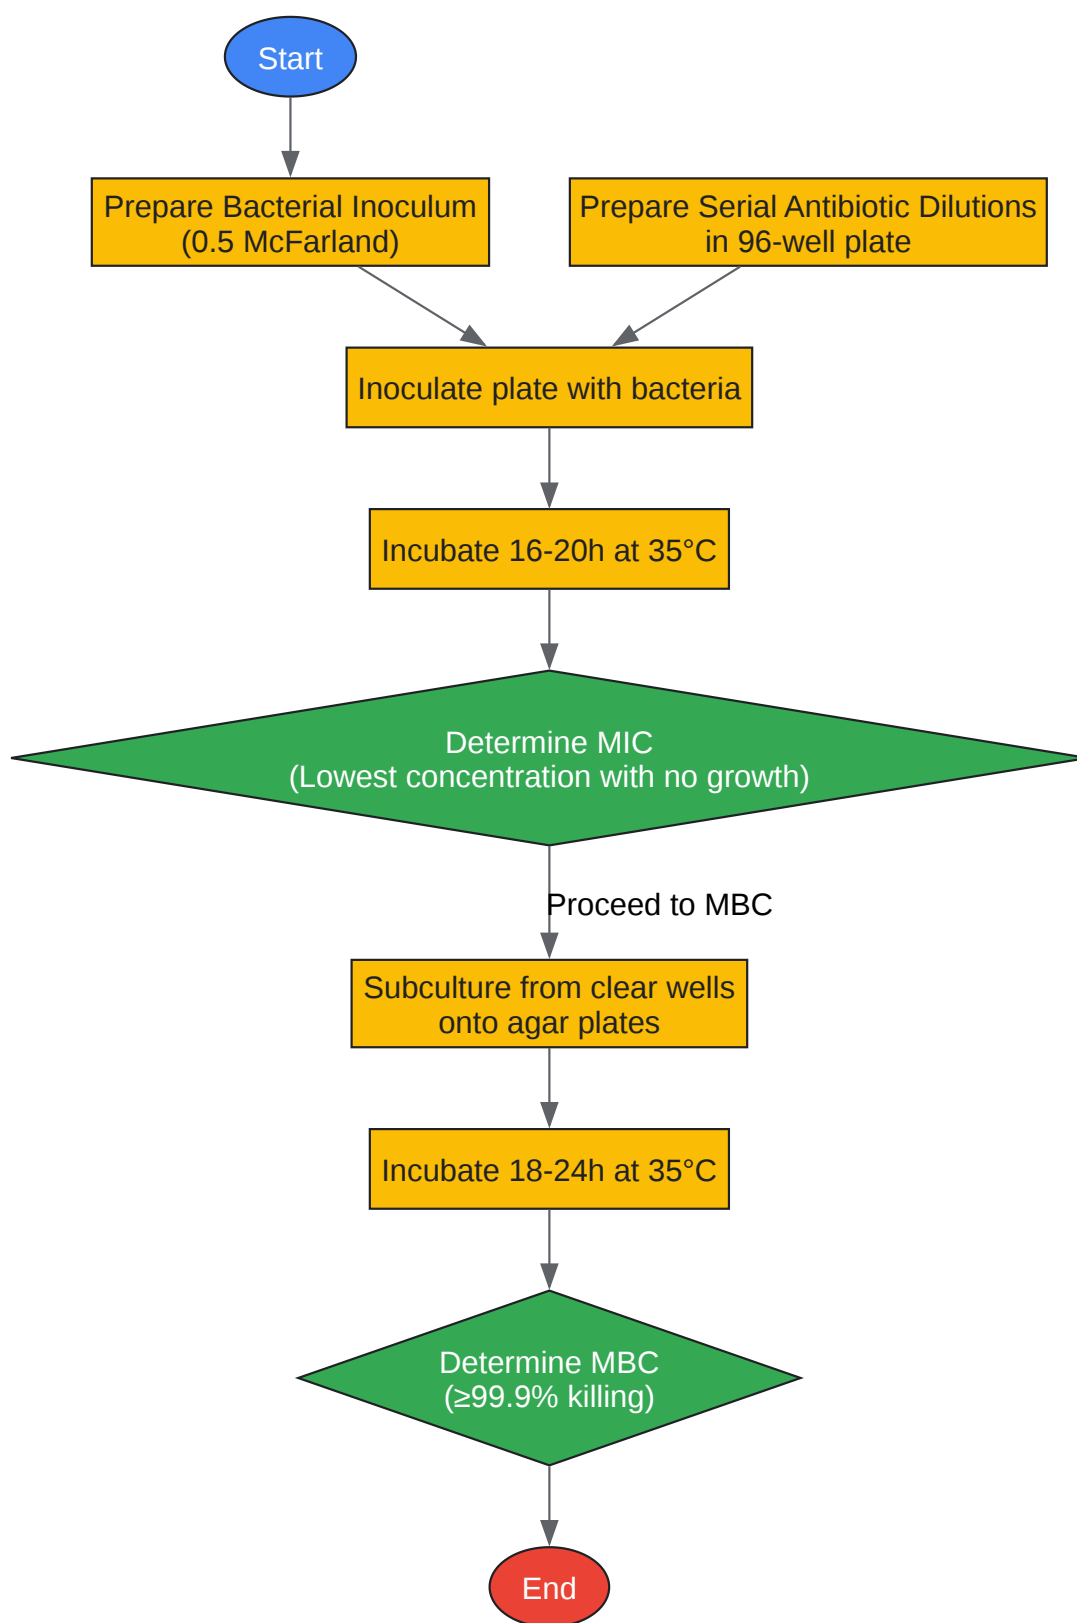 Start
Prepare Bacterial Inoculum
(0.5 McFarland)
Prepare Serial Antibiotic Dilutions
in 96-well plate
Inoculate plate with bacteria
Incubate 16-20h at 35°C
Determine MIC
(Lowest concentration with no growth)
Proceed to MBC
Subculture from clear wells
onto agar plates
Incubate 18-24h at 35°C
Determine MBC
(≥99.9% killing)
End